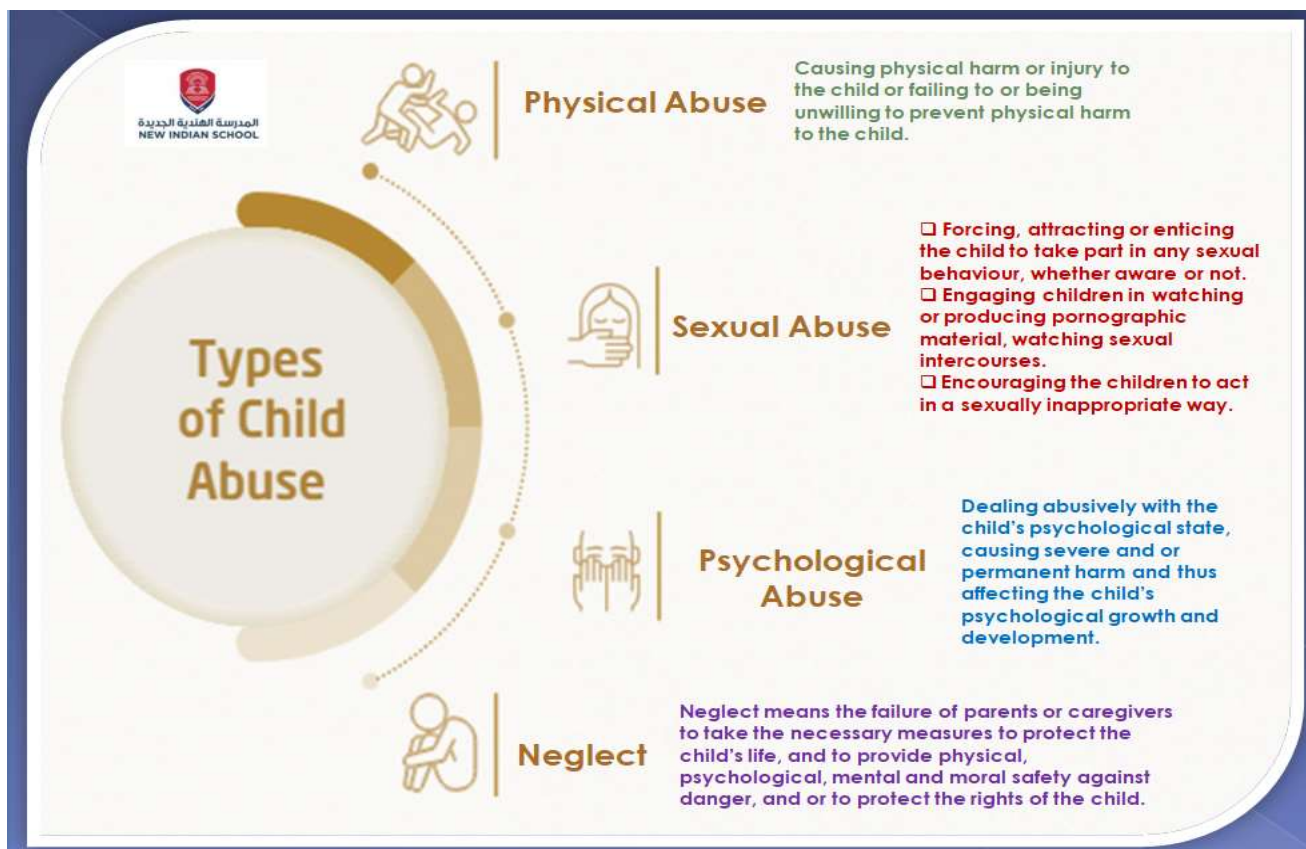 المدرسة الهندية الجديدة
NEW INDIAN SCHOOL
Types
of Child
Abuse
Physical Abuse
Causing physical harm or injury to
the child or failing to or being
unwilling to prevent physical harm
to the child.
Sexual Abuse
❑ Forcing, attracting or enticing
the child to take part in any sexual
behaviour, whether aware or not.
❑ Engaging children in watching
or producing pornographic
material, watching sexual
intercourses.
❑ Encouraging the children to act
in a sexually inappropriate way.
Psychological
Abuse
Dealing abusively with the
child's psychological state,
causing severe and or
permanent harm and thus
affecting the child's
psychological growth and
development.
Neglect
Neglect means the failure of parents or caregivers
to take the necessary measures to protect the
child's life, and to provide physical,
psychological, mental and moral safety against
danger, and or to protect the rights of the child.